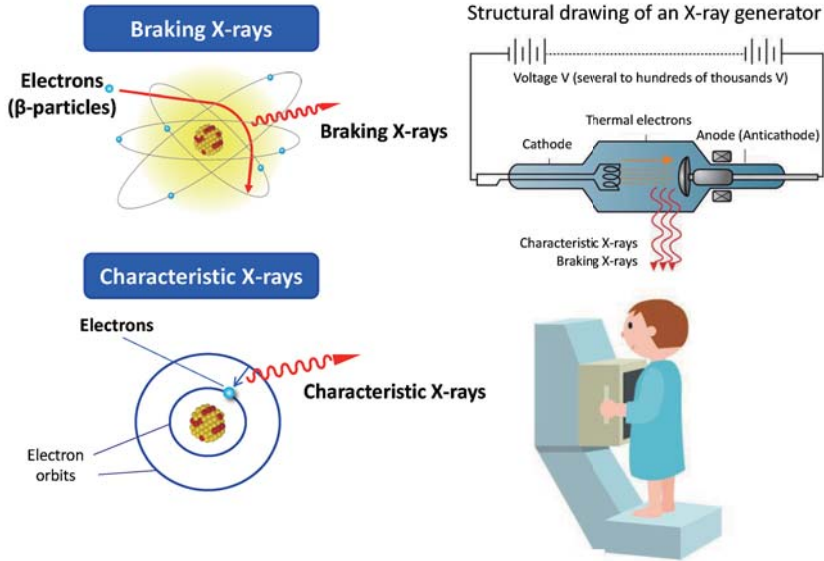 Braking X-rays
Electrons
(β-particles)
Braking X-rays
Characteristic X-rays
Electrons
Characteristic X-rays
Electron
orbits
Structural drawing of an X-ray generator
Voltage V (several to hundreds of thousands V)
Thermal electrons
Cathode
Anode (Anticathode)
Characteristic X-rays
Braking X-rays